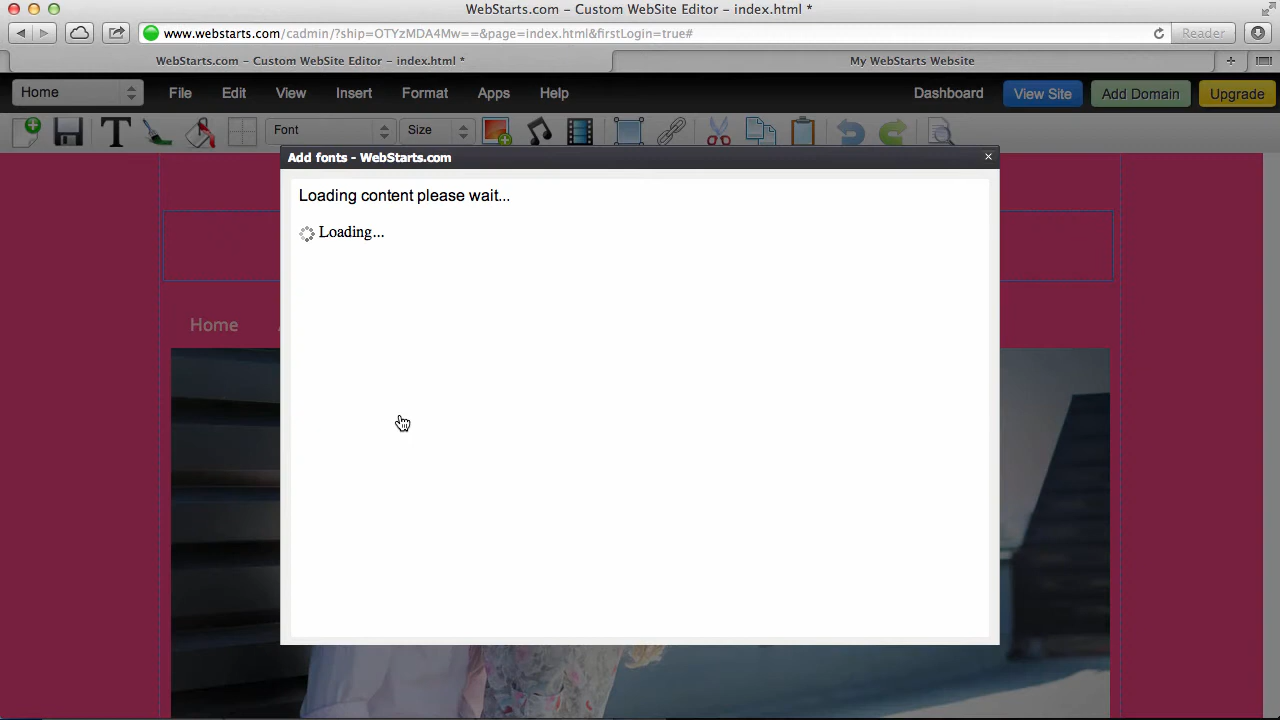 WebStarts.com – Custom WebSite Editor – index.html *
www.webstarts.com/cadmin/?ship=OTYzMDA4Mw==&page=index.html&firstLogin=true#
Reader
WebStarts.com – Custom WebSite Editor – index.html *
My WebStarts Website
Home
File
Edit
View
Insert
Format
Apps
Help
Dashboard
View Site
Add Domain
Upgrade
Font
Size
Add fonts - WebStarts.com
Loading content please wait...
Loading...
Home